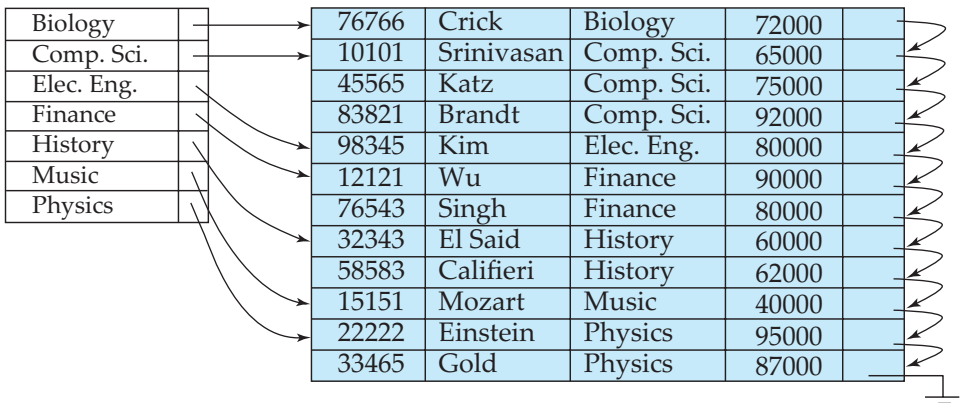 Biology 76766 Crick Biology 72000
Comp. Sci. 10101 Srinivasan Comp. Sci. 65000
Elec. Eng. 45565 Katz Comp. Sci. 75000
Finance 83821 Brandt Comp. Sci. 92000
History 98345 Kim Elec. Eng. 80000
Music 12121 Wu Finance 90000
Physics 76543 Singh Finance 80000
32343 El Said History 60000
58583 Califieri History 62000
15151 Mozart Music 40000
22222 Einstein Physics 95000
33465 Gold Physics 87000